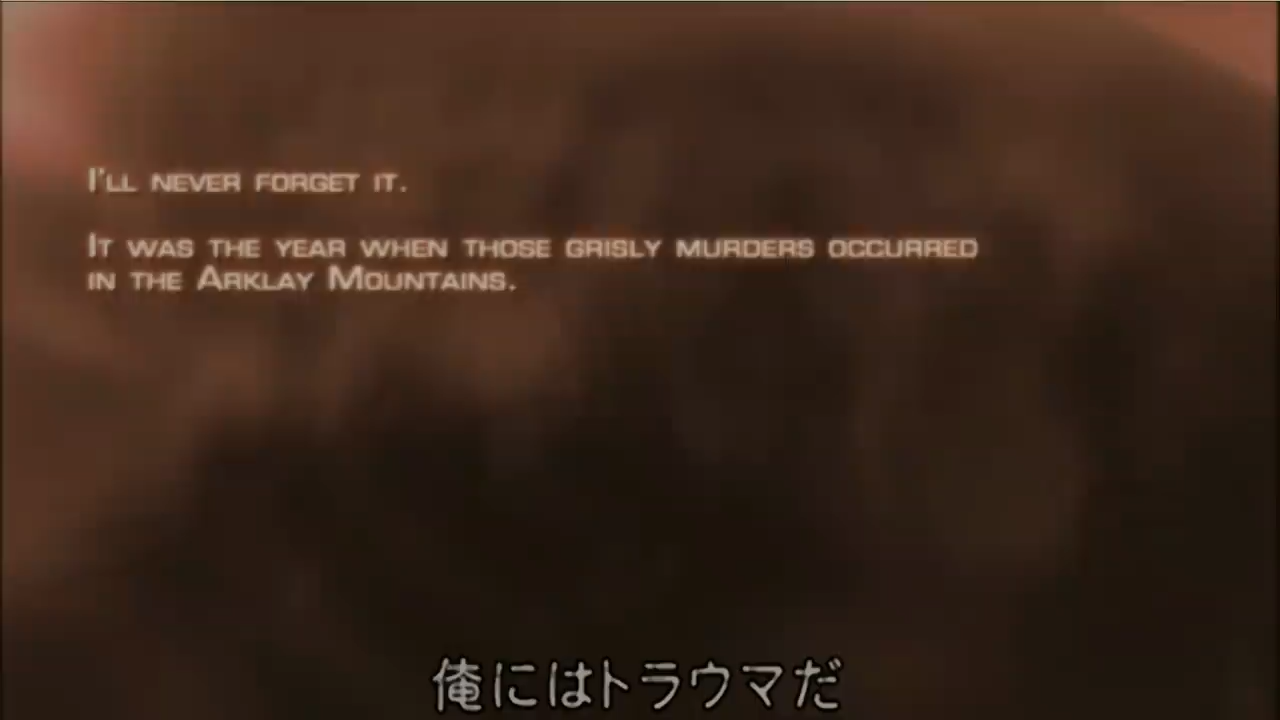 I'll never forget it.
It was the year when those grisly murders occurred
in the Arklay Mountains.
俺にはトラウマだ